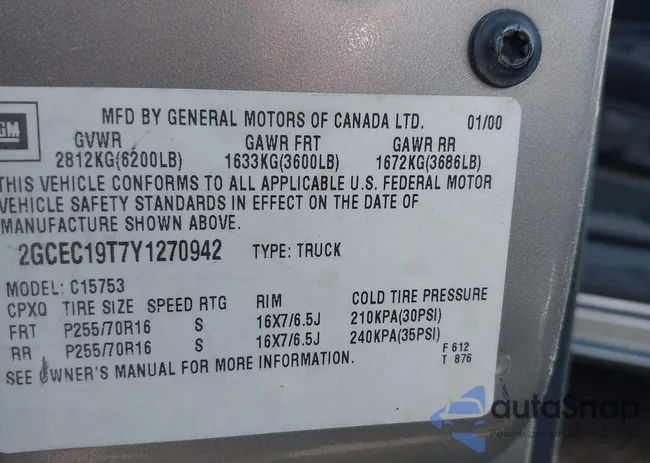 GM
MFD BY GENERAL MOTORS OF CANADA LTD. 01/00
GVWR GAWR FRT GAWR RR
2812KG(6200LB) 1633KG(3600LB) 1672KG(3686LB)
THIS VEHICLE CONFORMS TO ALL APPLICABLE U.S. FEDERAL MOTOR
VEHICLE SAFETY STANDARDS IN EFFECT ON THE DATE OF
MANUFACTURE SHOWN ABOVE.
2GCEC19T7Y1270942 TYPE: TRUCK
MODEL: C15753
CPXQ TIRE SIZE SPEED RTG RIM COLD TIRE PRESSURE
FRT P255/70R16 S 16X7/6.5J 210KPA(30PSI)
RR P255/70R16 S 16X7/6.5J 240KPA(35PSI)
SEE OWNER'S MANUAL FOR MORE INFORMATION.
F 612
T 876
autoSnap